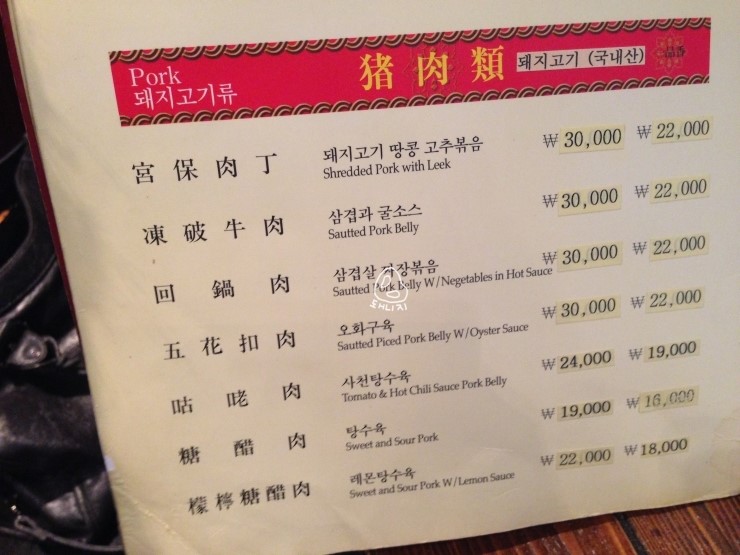 Pork
돼지고기류
猪肉類
돼지고기 (국내산)
宮保肉丁
돼지고기 땅콩 고추볶음
Shredded Pork with Leek
₩ 30,000 ₩ 22,000
凍破牛肉
삼겹과 굴소스
Sautted Pork Belly
₩ 30,000 ₩ 22,000
回鍋肉
삼겹살 장볶음
Sautted Pork Belly W/Negetables in Hot Sauce
₩ 30,000 ₩ 22,000
五花扣肉
오화구육
Sautted Piced Pork Belly W/Oyster Sauce
₩ 30,000 ₩ 22,000
咕咾肉
사천탕수육
Tomato & Hot Chili Sauce Pork Belly
₩ 24,000 ₩ 19,000
糖醋肉
탕수육
Sweet and Sour Pork
₩ 19,000 ₩ 16,000
檬檸糖醋肉
레몬탕수육
Sweet and Sour Pork W/Lemon Sauce
₩ 22,000 ₩ 18,000
도니지